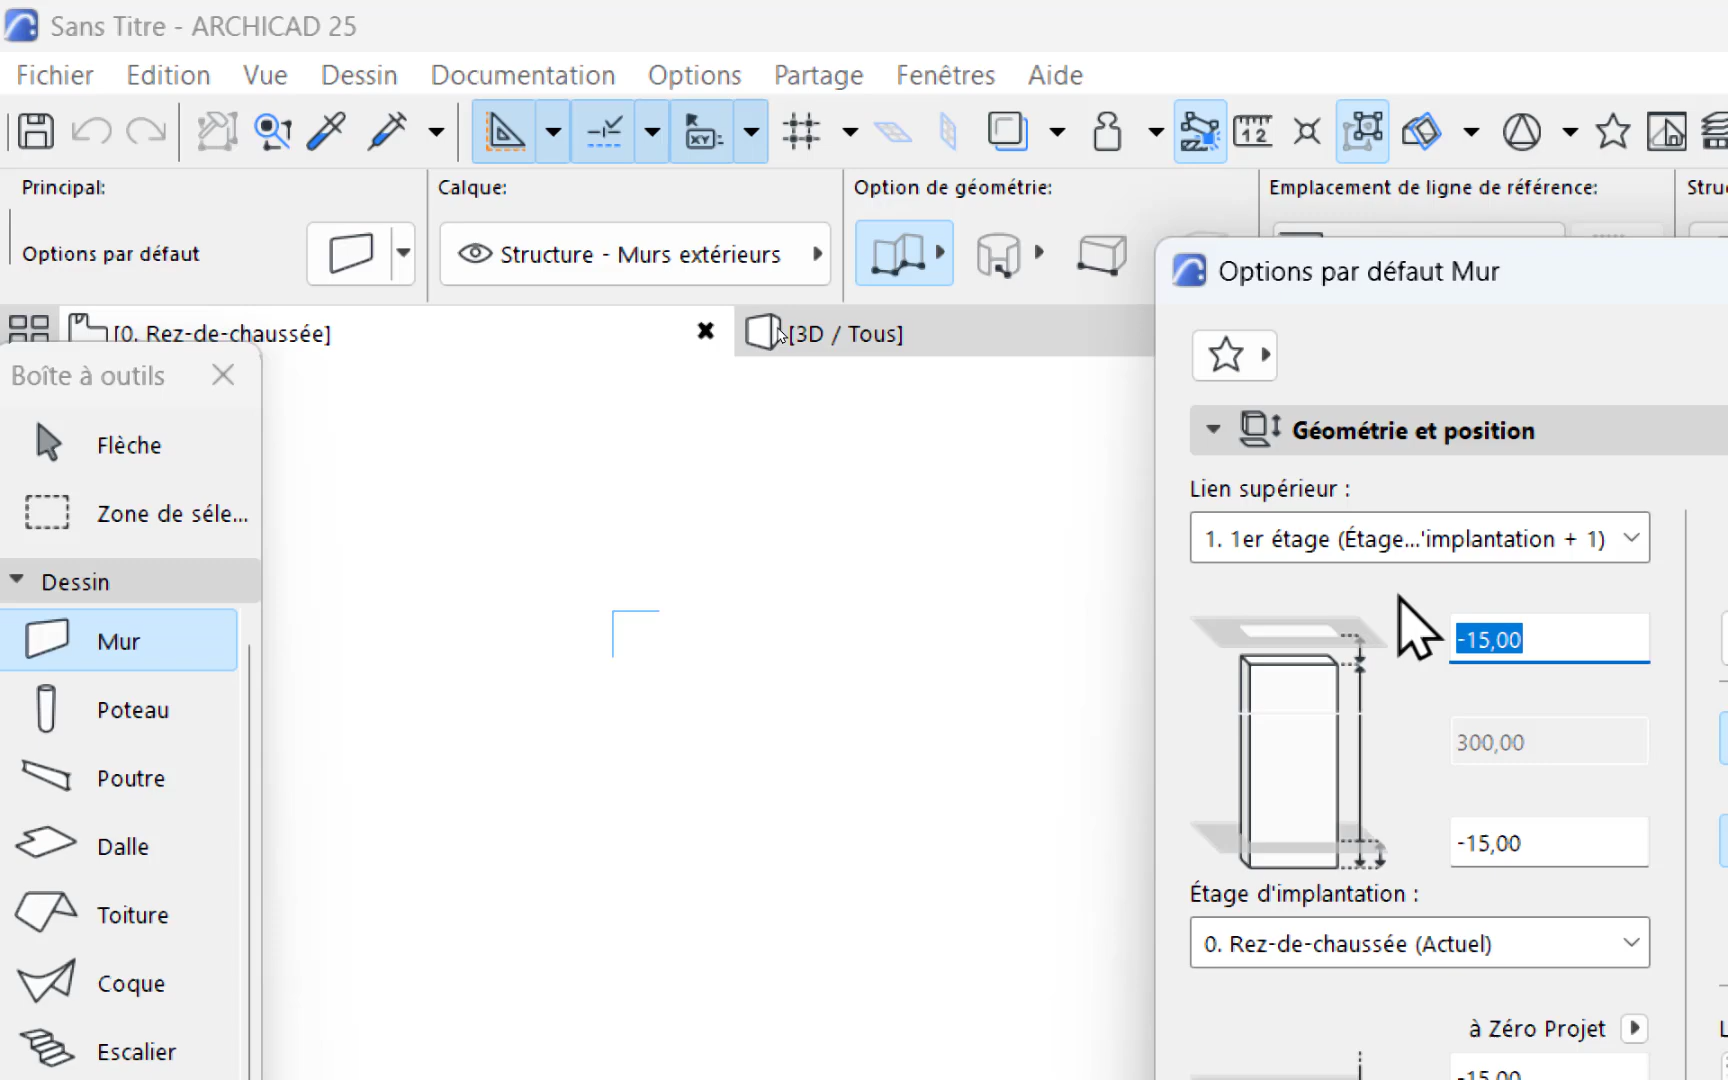 Sans Titre - ARCHICAD 25
Fichier Edition Vue Dessin Documentation Options Partage Fenêtres Aide
Principal: Calque: Option de géométrie: Emplacement de ligne de référence:
Options par défaut Structure - Murs extérieurs
Options par défaut Mur
[0. Rez-de-chaussée] [3D / Tous]
Boîte à outils
Flèche
Zone de séle...
Dessin
Mur
Poteau
Poutre
Dalle
Toiture
Coque
Escalier
Géométrie et position
Lien supérieur :
1. 1er étage (Étage...'implantation + 1)
-15,00
300,00
-15,00
Étage d'implantation :
0. Rez-de-chaussée (Actuel)
à Zéro Projet
-15,00